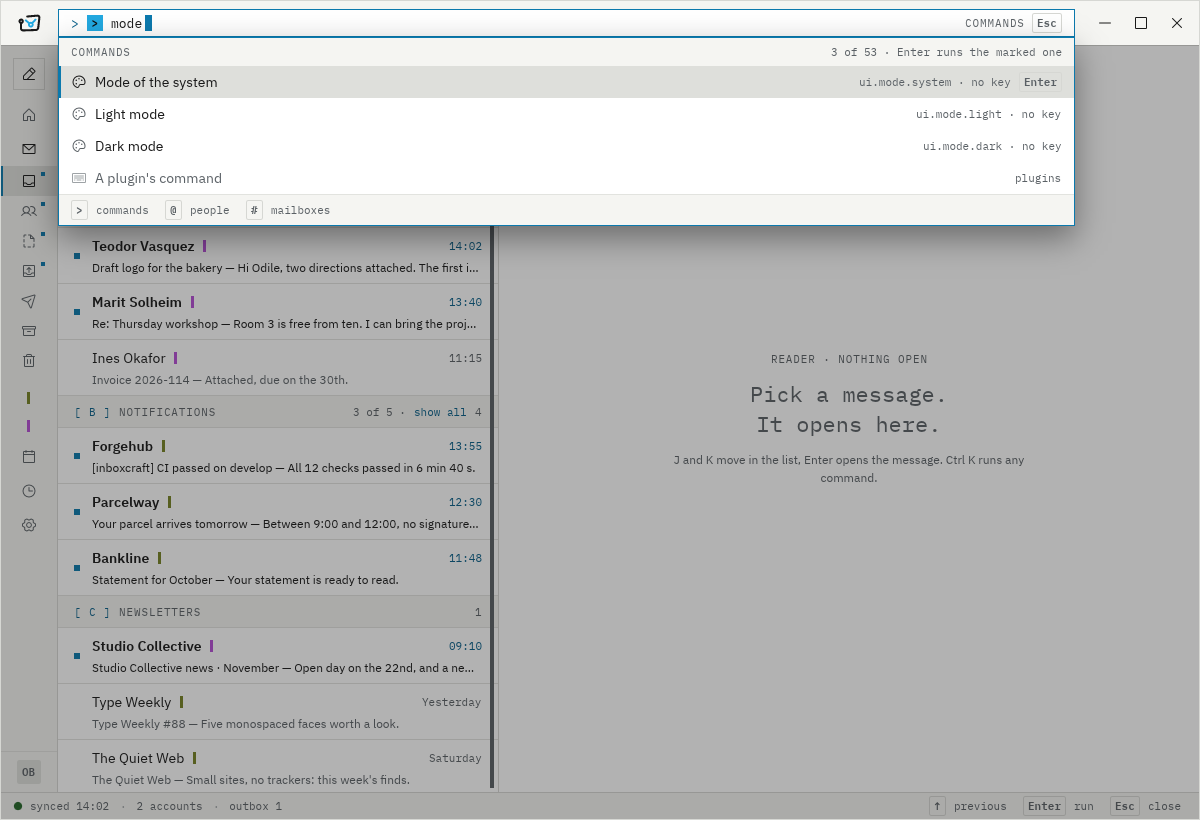 > > mode COMMANDS Esc
COMMANDS 3 of 53 · Enter runs the marked one
Mode of the system ui.mode.system · no key Enter
Light mode ui.mode.light · no key
Dark mode ui.mode.dark · no key
A plugin's command plugins
> commands @ people # mailboxes
Teodor Vasquez 14:02
Draft logo for the bakery — Hi Odile, two directions attached. The first i…
Marit Solheim 13:40
Re: Thursday workshop — Room 3 is free from ten. I can bring the proj…
Ines Okafor 11:15
Invoice 2026-114 — Attached, due on the 30th.
[ B ] NOTIFICATIONS 3 of 5 · show all 4
Forgehub 13:55
[inboxcraft] CI passed on develop — All 12 checks passed in 6 min 40 s.
Parcelway 12:30
Your parcel arrives tomorrow — Between 9:00 and 12:00, no signature…
Bankline 11:48
Statement for October — Your statement is ready to read.
[ C ] NEWSLETTERS 1
Studio Collective 09:10
Studio Collective news · November — Open day on the 22nd, and a ne…
Type Weekly Yesterday
Type Weekly #88 — Five monospaced faces worth a look.
The Quiet Web Saturday
The Quiet Web — Small sites, no trackers: this week's finds.
READER · NOTHING OPEN
Pick a message.
It opens here.
J and K move in the list, Enter opens the message. Ctrl K runs any
command.
OB
synced 14:02 · 2 accounts · outbox 1 ↑ previous Enter run Esc close